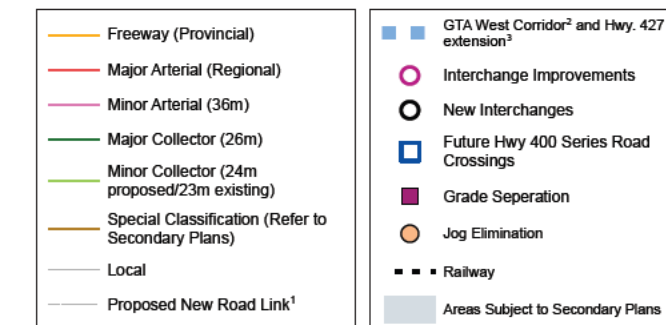 Freeway (Provincial)
Major Arterial (Regional)
Minor Arterial (36m)
Major Collector (26m)
Minor Collector (24m
proposed/23m existing)
Special Classification (Refer to
Secondary Plans)
Local
Proposed New Road Link¹
GTA West Corridor² and Hwy. 427
extension³
Interchange Improvements
New Interchanges
Future Hwy 400 Series Road
Crossings
Grade Seperation
Jog Elimination
Railway
Areas Subject to Secondary Plans